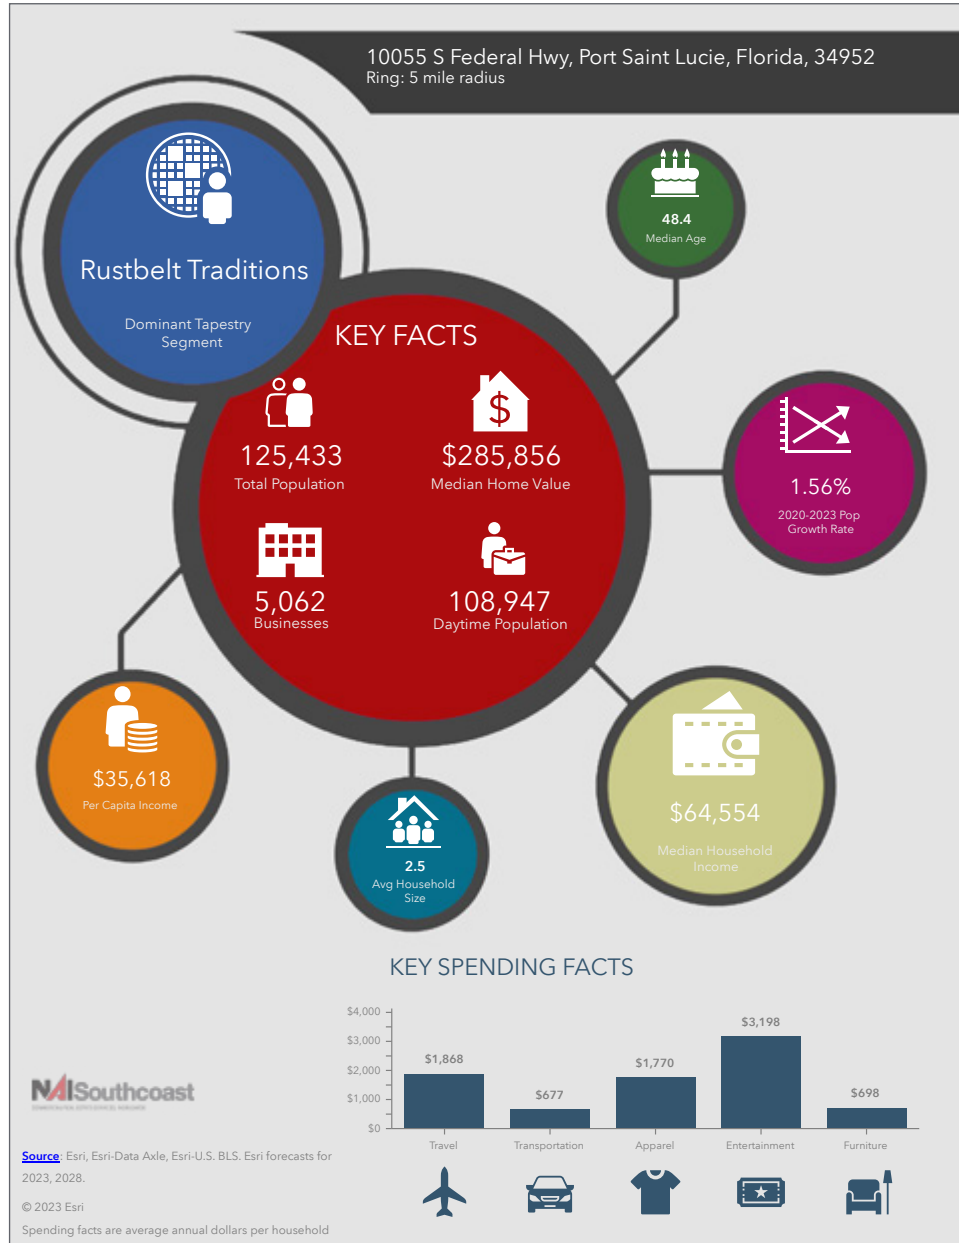 10055 S Federal Hwy, Port Saint Lucie, Florida, 34952
Ring: 5 mile radius
Rustbelt Traditions
Dominant Tapestry
Segment
48.4
Median Age
KEY FACTS
125,433
Total Population
$285,856
Median Home Value
5,062
Businesses
108,947
Daytime Population
1.56%
2020-2023 Pop
Growth Rate
$35,618
Per Capita Income
2.5
Avg Household
Size
$64,554
Median Household
Income
KEY SPENDING FACTS
$4,000
$3,000
$2,000
$1,000
$0
$1,868
$677
$1,770
$3,198
$698
Travel
Transportation
Apparel
Entertainment
Furniture
NAISouthcoast
Source: Esri, Esri-Data Axle, Esri-U.S. BLS. Esri forecasts for
2023, 2028.
© 2023 Esri
Spending facts are average annual dollars per household